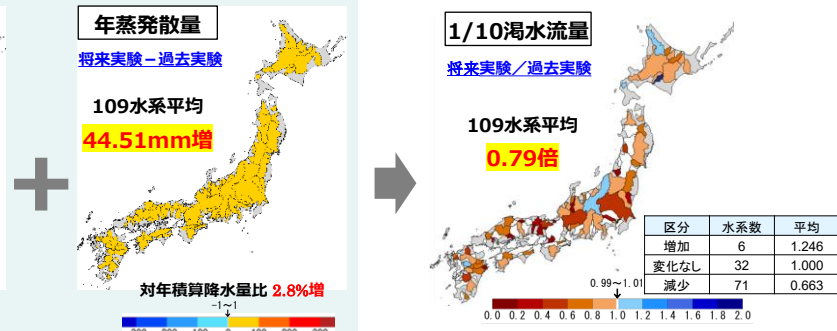 年蒸発散量
将来実験－過去実験
109水系平均
44.51mm増
対年積算降水量比 2.8%増
-1~1
1/10渇水流量
将来実験／過去実験
109水系平均
0.79倍
区分 水系数 平均
増加 6 1.246
変化なし 32 1.000
減少 71 0.663
0.99~1.01
0.0 0.2 0.4 0.6 0.8 1.0 1.2 1.4 1.6 1.8 2.0